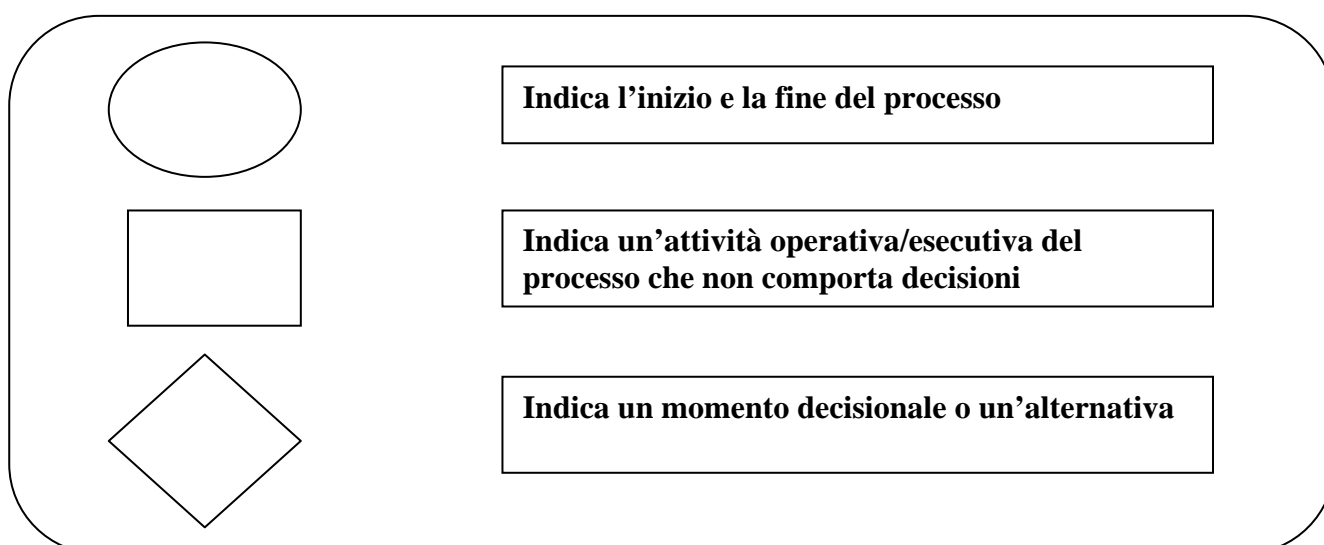 Indica l’inizio e la fine del processo
Indica un’attività operativa/esecutiva del
processo che non comporta decisioni
Indica un momento decisionale o un’alternativa